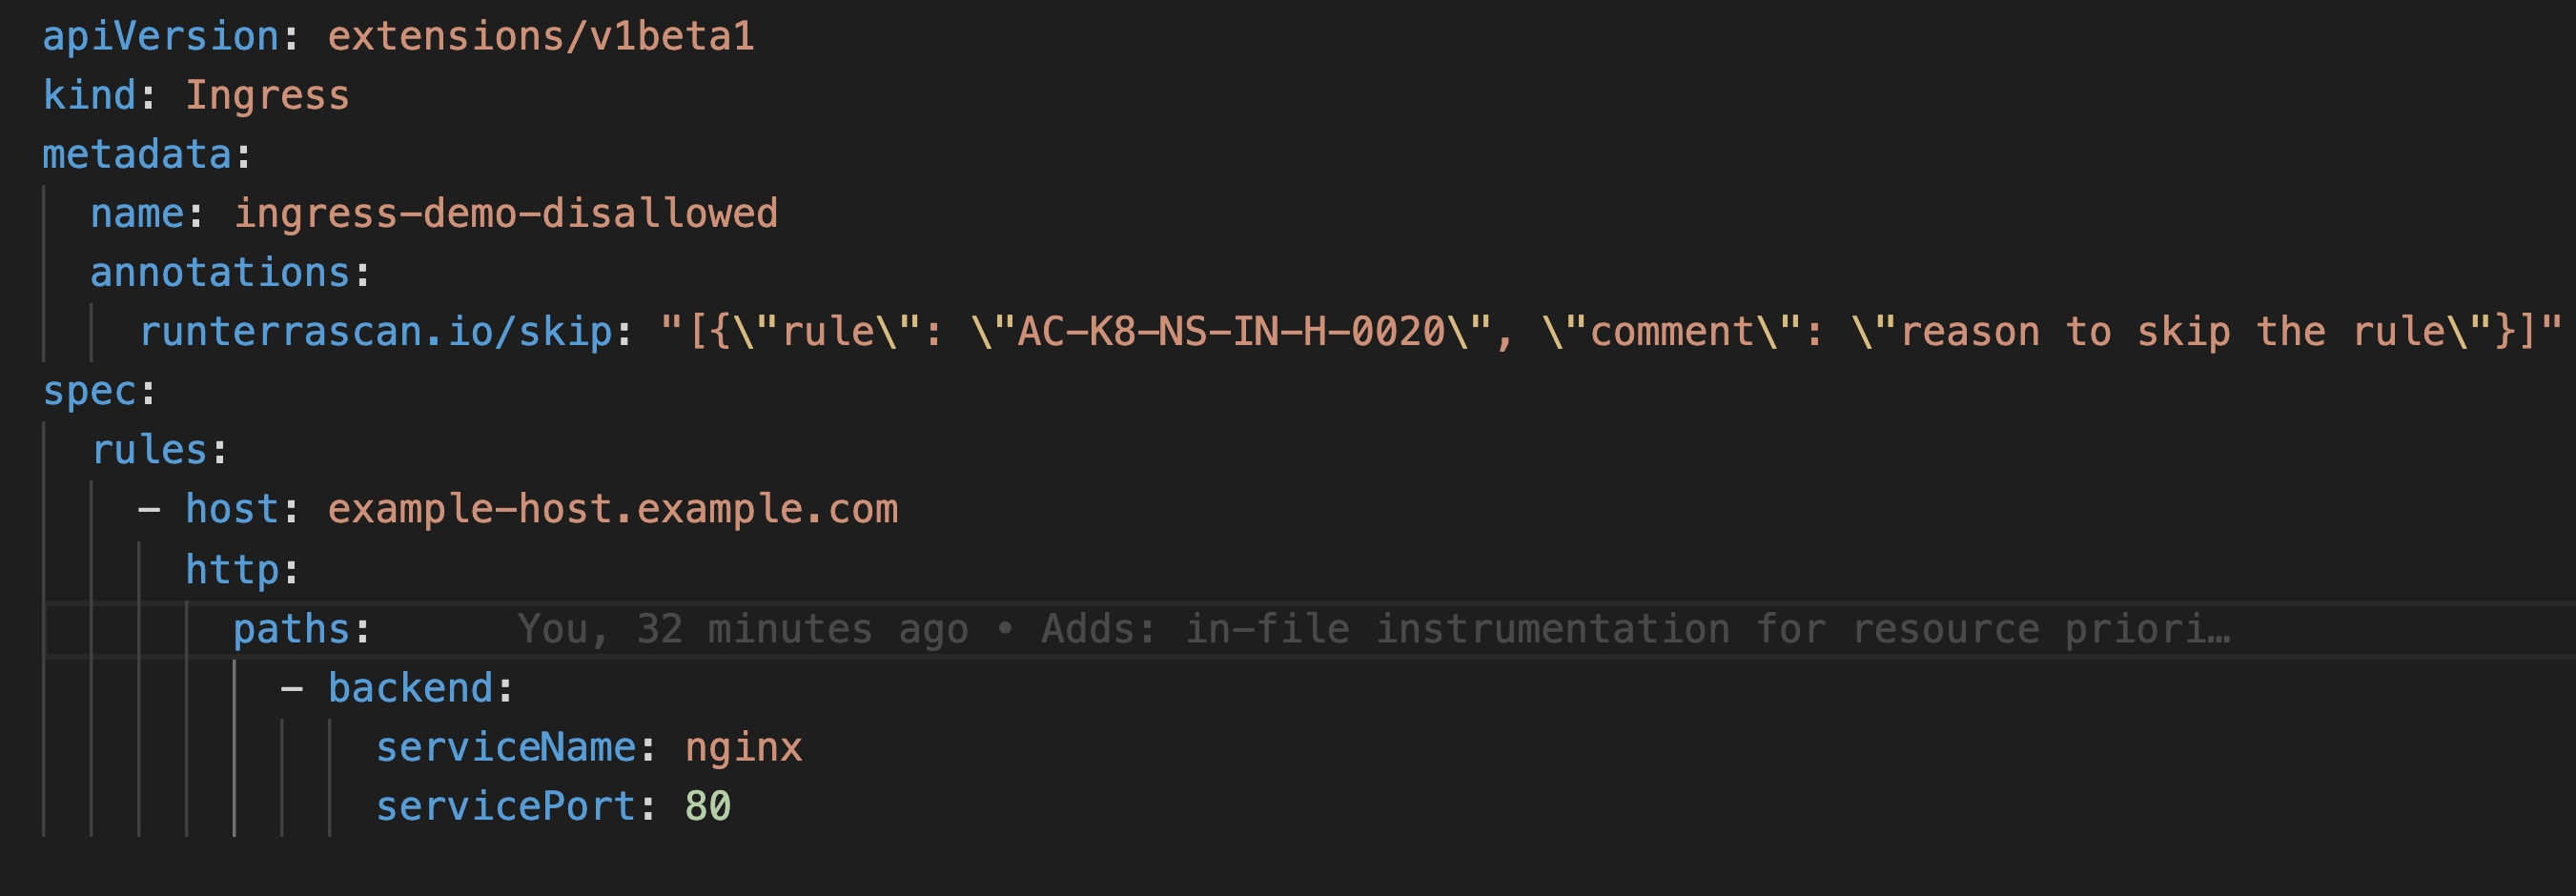 apiVersion: extensions/v1beta1
kind: Ingress
metadata:
  name: ingress-demo-disallowed
  annotations:
    runterrascan.io/skip: "[{\"rule\": \"AC-K8-NS-IN-H-0020\", \"comment\": \"reason to skip the rule\"}]"
spec:
  rules:
    - host: example-host.example.com
      http:
        paths:      You, 32 minutes ago • Adds: in-file instrumentation for resource priori…
          - backend:
              serviceName: nginx
              servicePort: 80